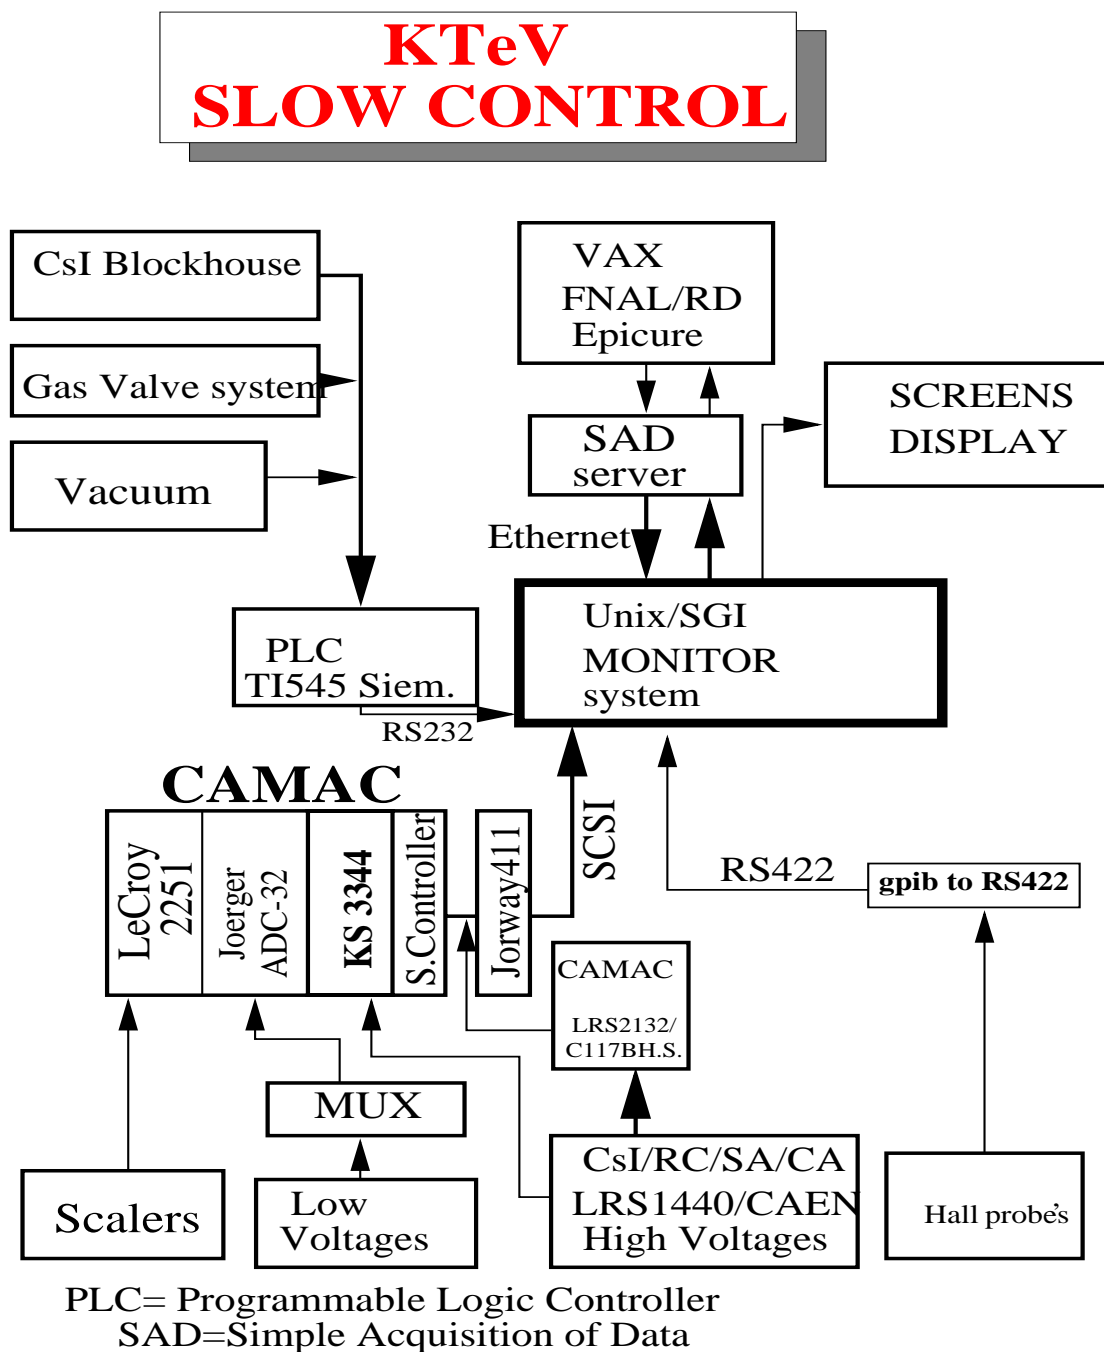 KTeV
SLOW CONTROL
CsI Blockhouse
Gas Valve system
Vacuum
VAX
FNAL/RD
Epicure
SAD
server
SCREENS
DISPLAY
Ethernet
Unix/SGI
MONITOR
system
PLC
TI545 Siem.
RS232
CAMAC
LeCroy
2251
Joerger
ADC-32
KS 3344
S.Controller
Jorway411
SCSI
RS422
gpib to RS422
CAMAC
LRS2132/
C117BH.S.
MUX
Scalers
Low
Voltages
CsI/RC/SA/CA
LRS1440/CAEN
High Voltages
Hall probe's
PLC= Programmable Logic Controller
SAD=Simple Acquisition of Data